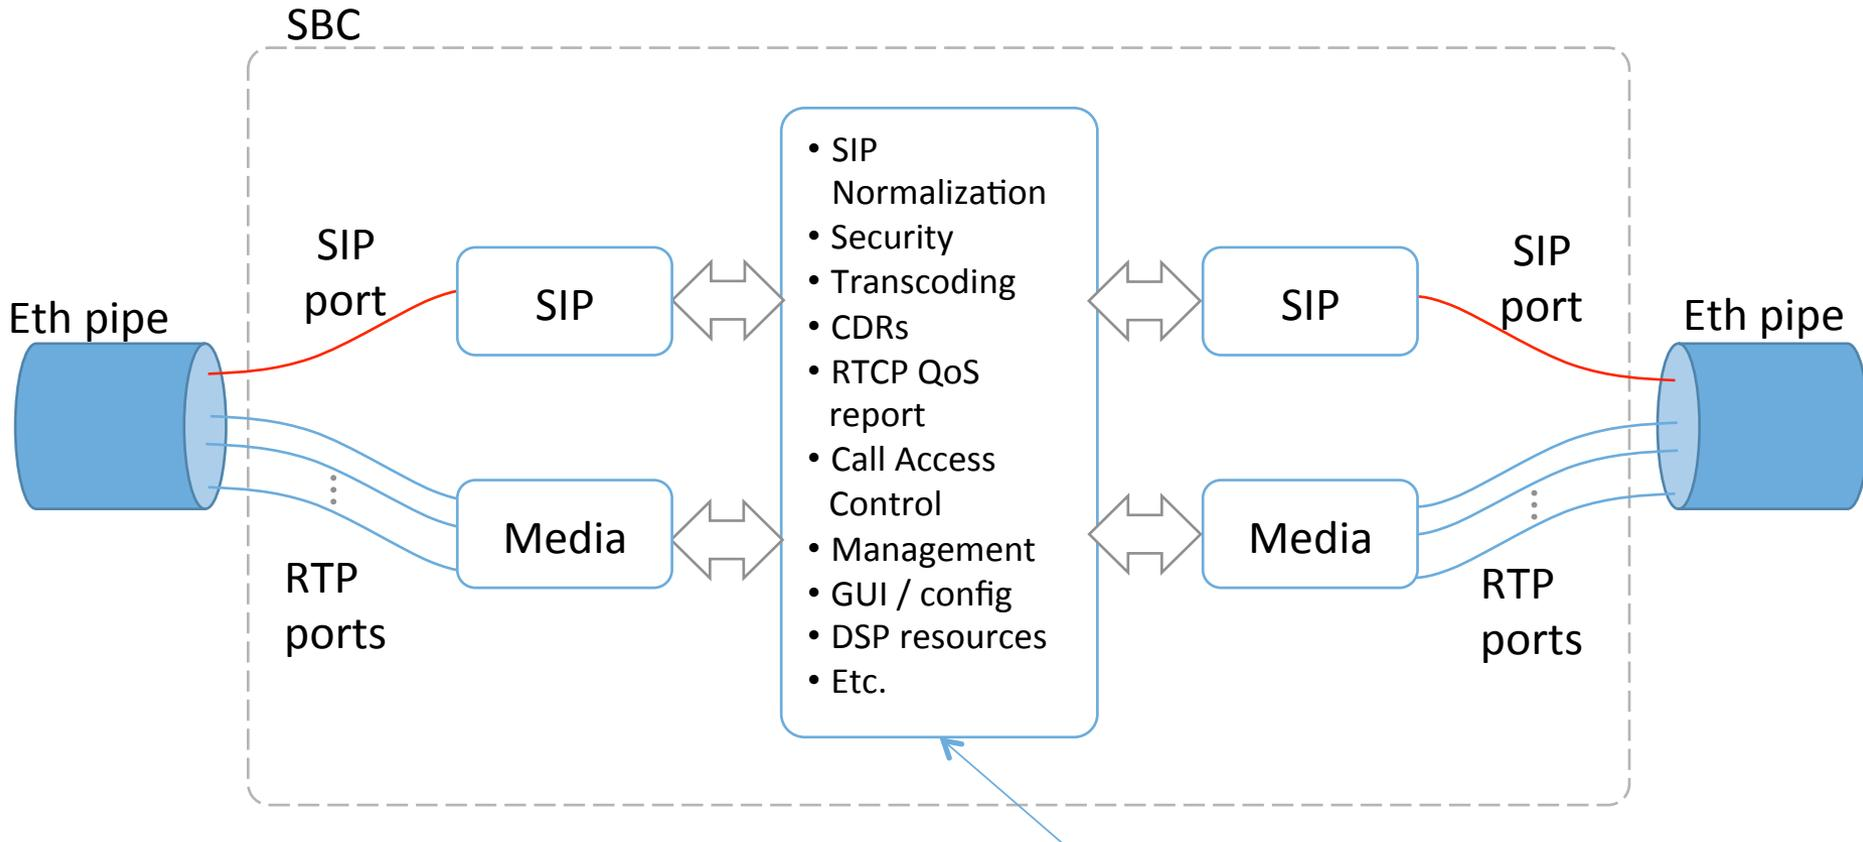 SBC
SIP
port
Eth pipe
SIP
Media
RTP
ports
• SIP
Normalization
• Security
• Transcoding
• CDRs
• RTCP QoS
report
• Call Access
Control
• Management
• GUI / config
• DSP resources
• Etc.
SIP
Media
SIP
port
Eth pipe
RTP
ports